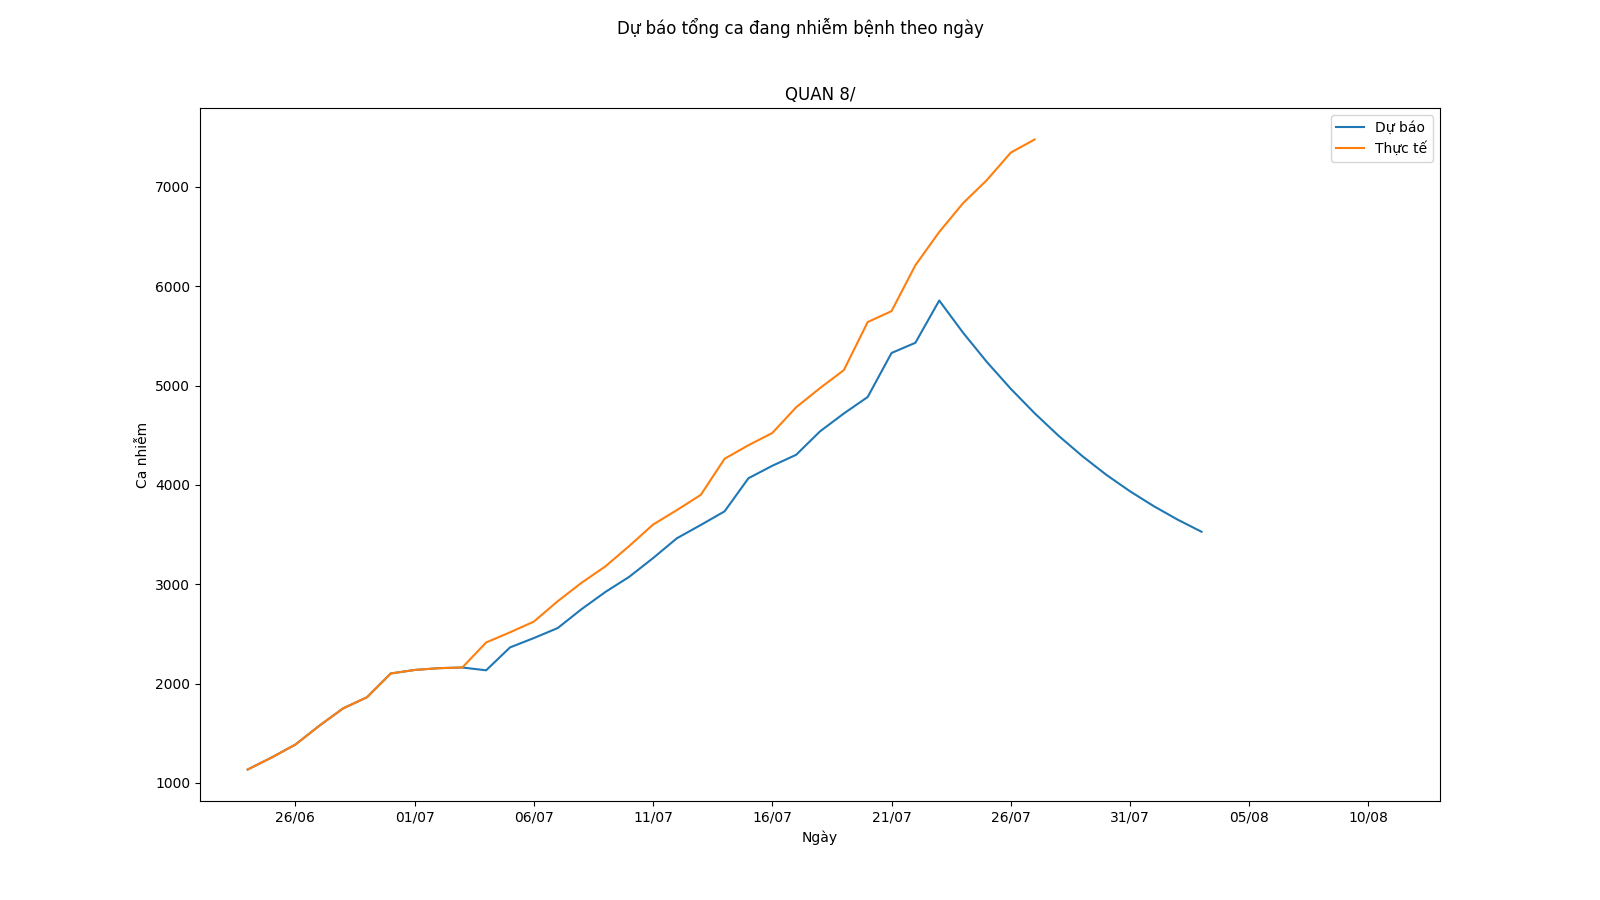 Dự báo tổng ca đang nhiễm bệnh theo ngày
QUAN 8/
Dự báo
Thực tế
7000
6000
5000
4000
3000
2000
1000
Ca nhiễm
26/06
01/07
06/07
11/07
16/07
21/07
26/07
31/07
05/08
10/08
Ngày